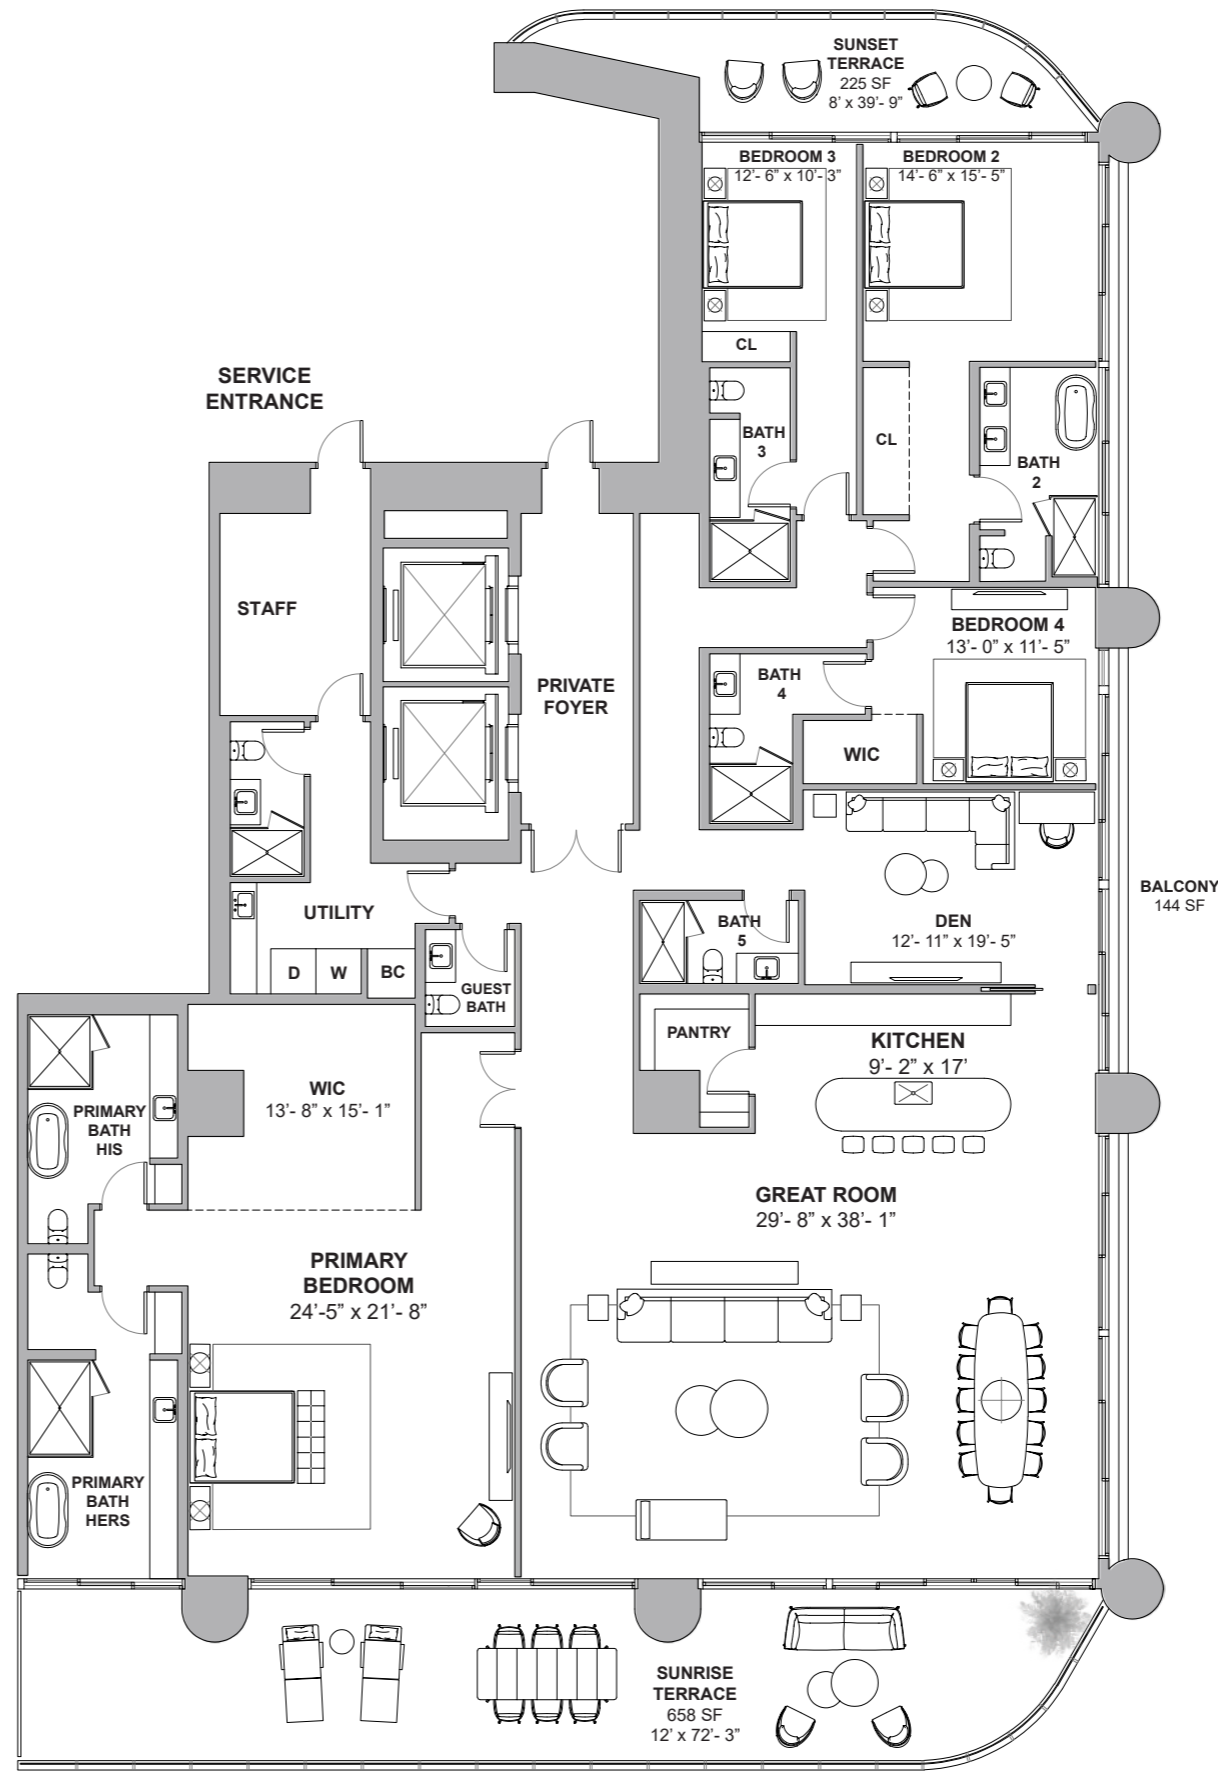 SUNSET
TERRACE
225 SF
8’ x 39’- 9”
BEDROOM 3
12’- 6” x 10’- 3”
BEDROOM 2
14’- 6” x 15’- 5”
CL
SERVICE
ENTRANCE
BATH
3
CL
BATH
2
STAFF
BEDROOM 4
13’- 0” x 11’- 5”
PRIVATE
FOYER
BATH
4
WIC
BALCONY
144 SF
UTILITY
BATH
5
DEN
12’- 11” x 19’- 5”
D
W
BC
GUEST
BATH
PANTRY
KITCHEN
9’- 2” x 17’
WIC
13’- 8” x 15’- 1”
PRIMARY
BATH
HIS
GREAT ROOM
29’- 8” x 38’- 1”
PRIMARY
BEDROOM
24’-5” x 21’- 8”
PRIMARY
BATH
HERS
SUNRISE
TERRACE
658 SF
12’ x 72’- 3”